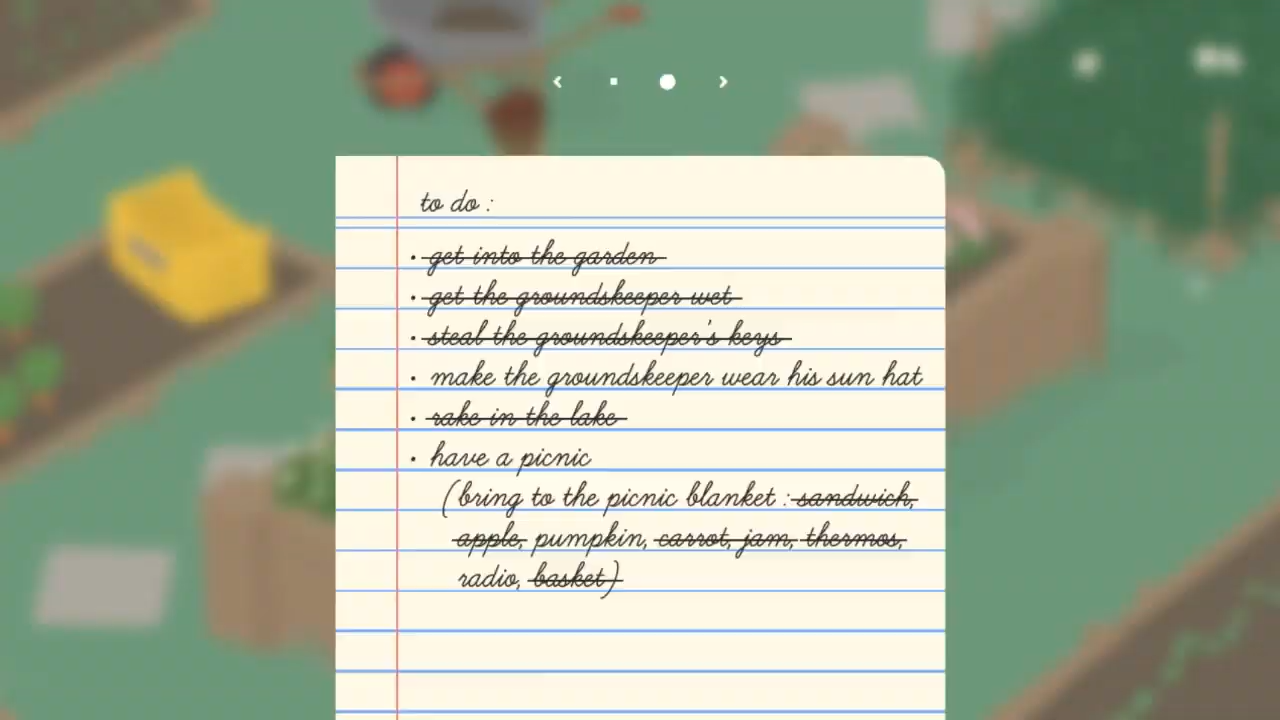 to do :
• get into the garden
• get the groundskeeper wet
• steal the groundskeeper's keys
• make the groundskeeper wear his sun hat
• rake in the lake
• have a picnic
(bring to the picnic blanket : sandwich,
apple, pumpkin, carrot, jam, thermos,
radio, basket)